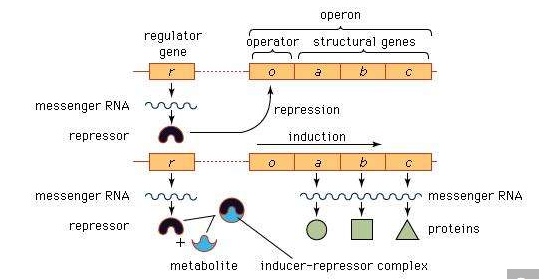 operon
regulator gene
operator structural genes
r o a b c
messenger RNA
repression
repressor
induction
r o a b c
messenger RNA messenger RNA
repressor proteins
+
metabolite inducer-repressor complex